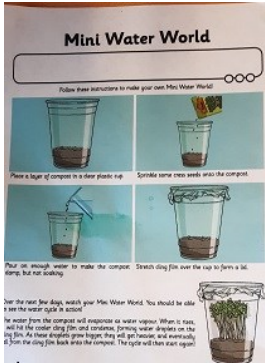 Mini Water World
Follow these instructions to make your own Mini Water World!
Place a layer of compost in a clear plastic cup.
Sprinkle some cress seeds onto the compost.
Pour on enough water to make the compost
damp, but not soaking.
Stretch cling film over the cup to form a lid.
Over the next few days, watch your Mini Water World. You should be able
see the water cycle in action!
he water from the compost will evaporate as water vapour. When it rises,
will hit the cooler cling film and condense, forming water droplets on the
ing film. As these droplets grow bigger, they will get heavier, and eventually
ll from the cling film back onto the compost. The cycle will then start again!